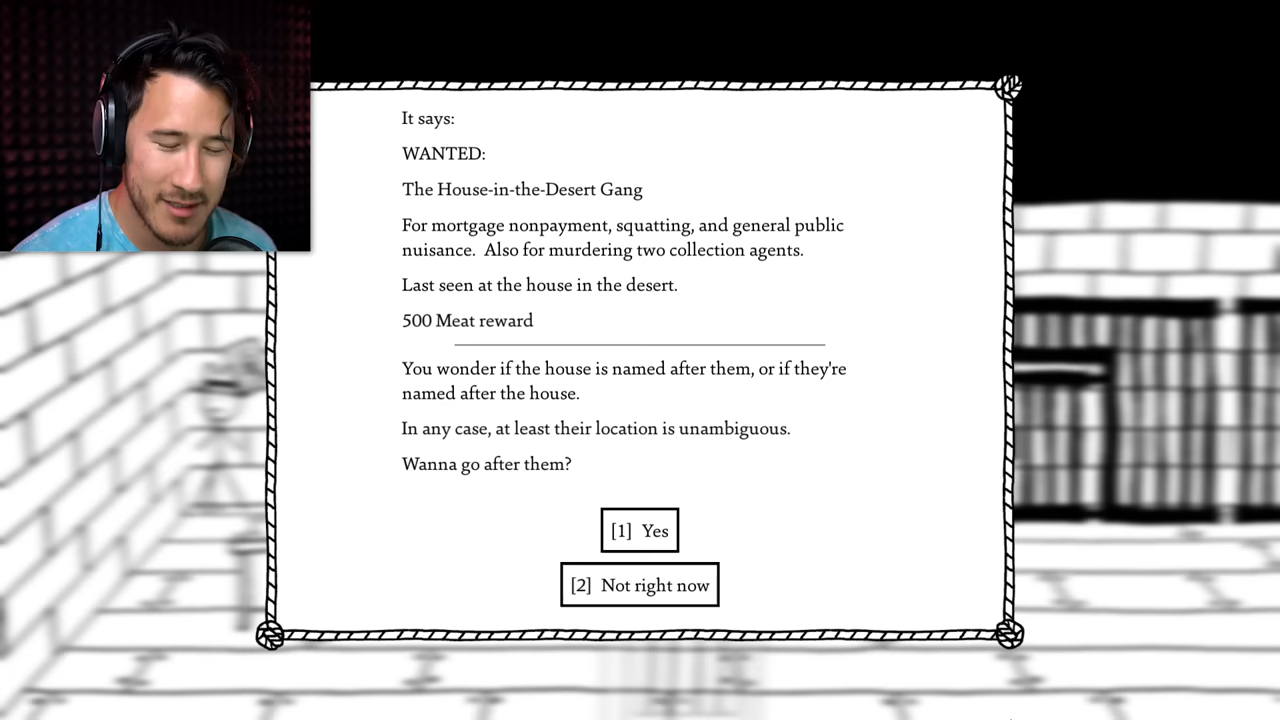 It says:
WANTED:
The House-in-the-Desert Gang
For mortgage nonpayment, squatting, and general public
nuisance.  Also for murdering two collection agents.
Last seen at the house in the desert.
500 Meat reward
You wonder if the house is named after them, or if they're
named after the house.
In any case, at least their location is unambiguous.
Wanna go after them?
[1]  Yes
[2]  Not right now